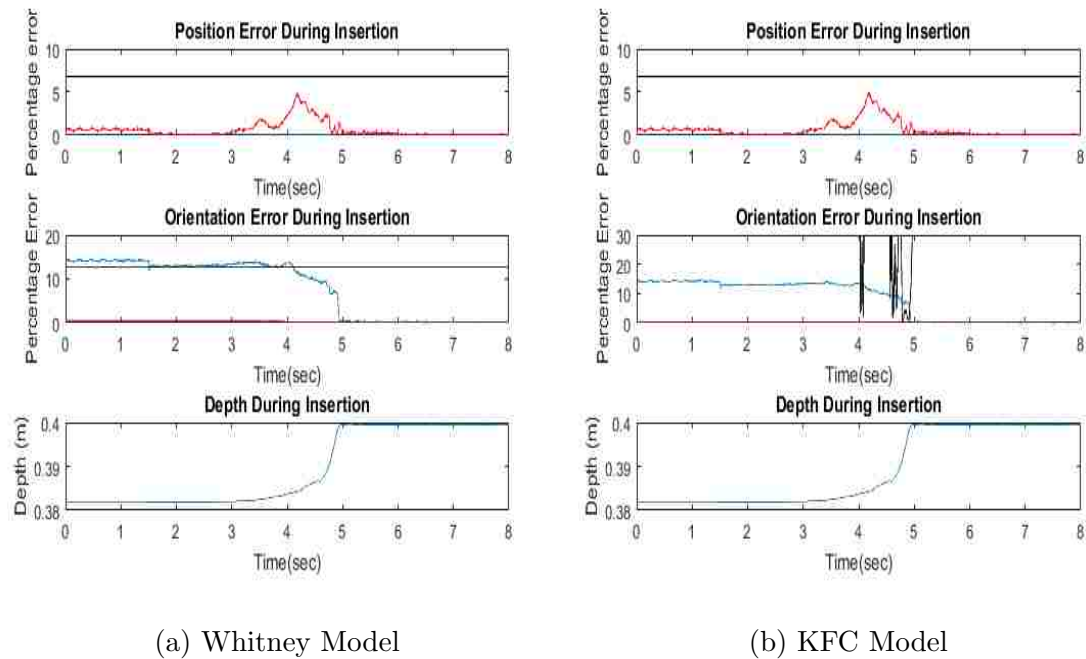 Position Error During Insertion
Percentage error
10
5
0
0 1 2 3 4 5 6 7 8
Time(sec)
Orientation Error During Insertion
Percentage Error
20
10
0
0 1 2 3 4 5 6 7 8
Time(sec)
Depth During Insertion
Depth (m)
0.4
0.39
0.38
0 1 2 3 4 5 6 7 8
Time(sec)
(a) Whitney Model
Position Error During Insertion
Percentage error
10
5
0
0 1 2 3 4 5 6 7 8
Time(sec)
Orientation Error During Insertion
Percentage Error
30
20
10
0
0 1 2 3 4 5 6 7 8
Time(sec)
Depth During Insertion
Depth (m)
0.4
0.39
0.38
0 1 2 3 4 5 6 7 8
Time(sec)
(b) KFC Model